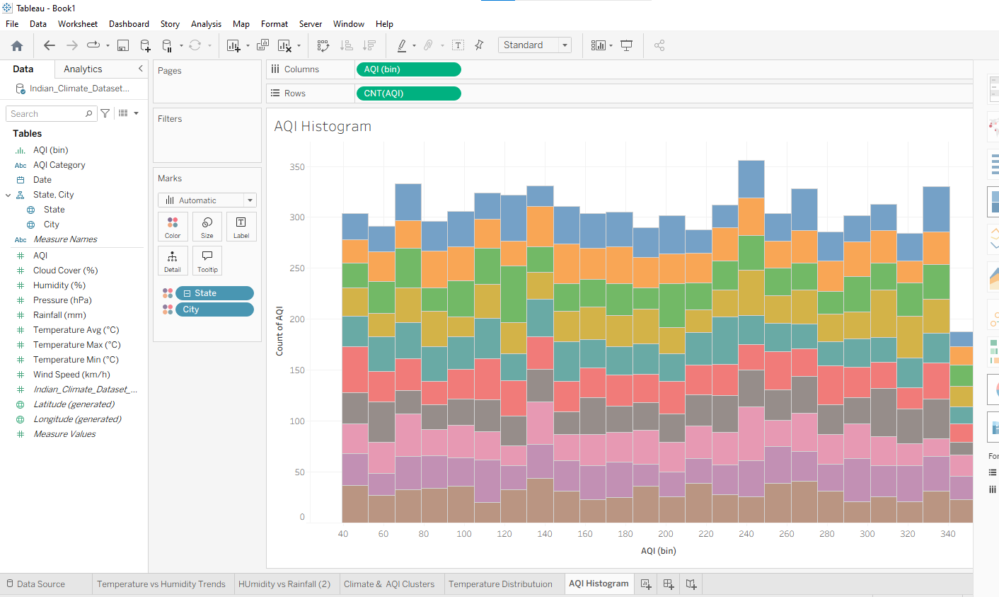 Tableau - Book1
File Data Worksheet Dashboard Story Analysis Map Format Server Window Help
Standard
Data Analytics
Indian_Climate_Dataset...
Search
Tables
AQI (bin)
Abc AQI Category
Date
State, City
State
City
Abc Measure Names
AQI
Cloud Cover (%)
Humidity (%)
Pressure (hPa)
Rainfall (mm)
Temperature Avg (°C)
Temperature Max (°C)
Temperature Min (°C)
Wind Speed (km/h)
Indian_Climate_Dataset_...
Latitude (generated)
Longitude (generated)
Measure Values
Pages
Filters
Marks
Automatic
Color Size Label
Detail Tooltip
State
City
Columns AQI (bin)
Rows CNT(AQI)
AQI Histogram
350
300
250
200
150
100
50
0
Count of AQI
40 60 80 100 120 140 160 180 200 220 240 260 280 300 320 340
AQI (bin)
For
Data Source Temperature vs Humidity Trends HUmidity vs Rainfall (2) Climate & AQI Clusters Temperature Distributuion AQI Histogram